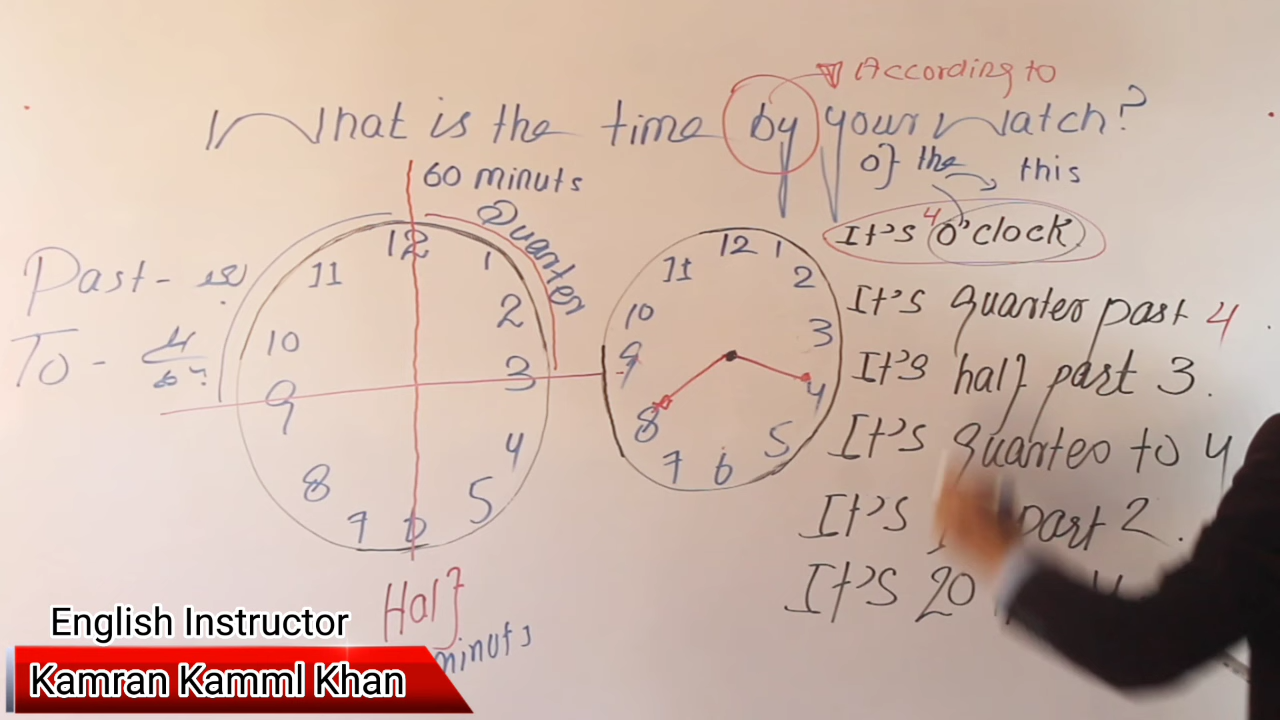 According to
What is the time by your watch?
of the this
60 minuts
Quarter
It's 4 o'clock
Past -
To -
12
1
2
3
4
5
6
7
8
9
10
11
12
1
2
3
4
5
6
7
8
9
10
11
It's quarter past 4
It's half past 3.
It's quarter to 4
It's past 2.
It's 20
Half
minuts
English Instructor
Kamran Kamml Khan